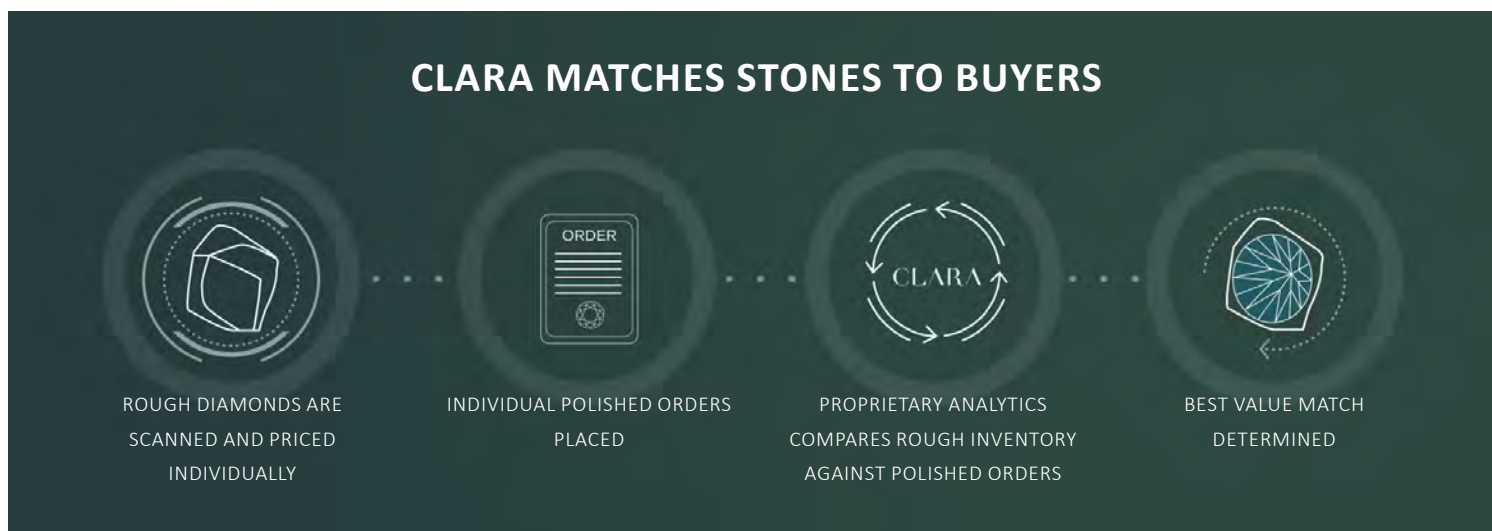 CLARA MATCHES STONES TO BUYERS
ORDER
CLARA
ROUGH DIAMONDS ARE
SCANNED AND PRICED
INDIVIDUALLY
INDIVIDUAL POLISHED ORDERS
PLACED
PROPRIETARY ANALYTICS
COMPARES ROUGH INVENTORY
AGAINST POLISHED ORDERS
BEST VALUE MATCH
DETERMINED